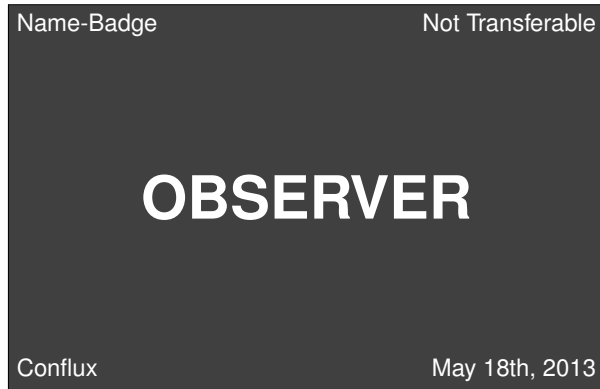 Name-Badge Not Transferable
OBSERVER
Conflux May 18th, 2013